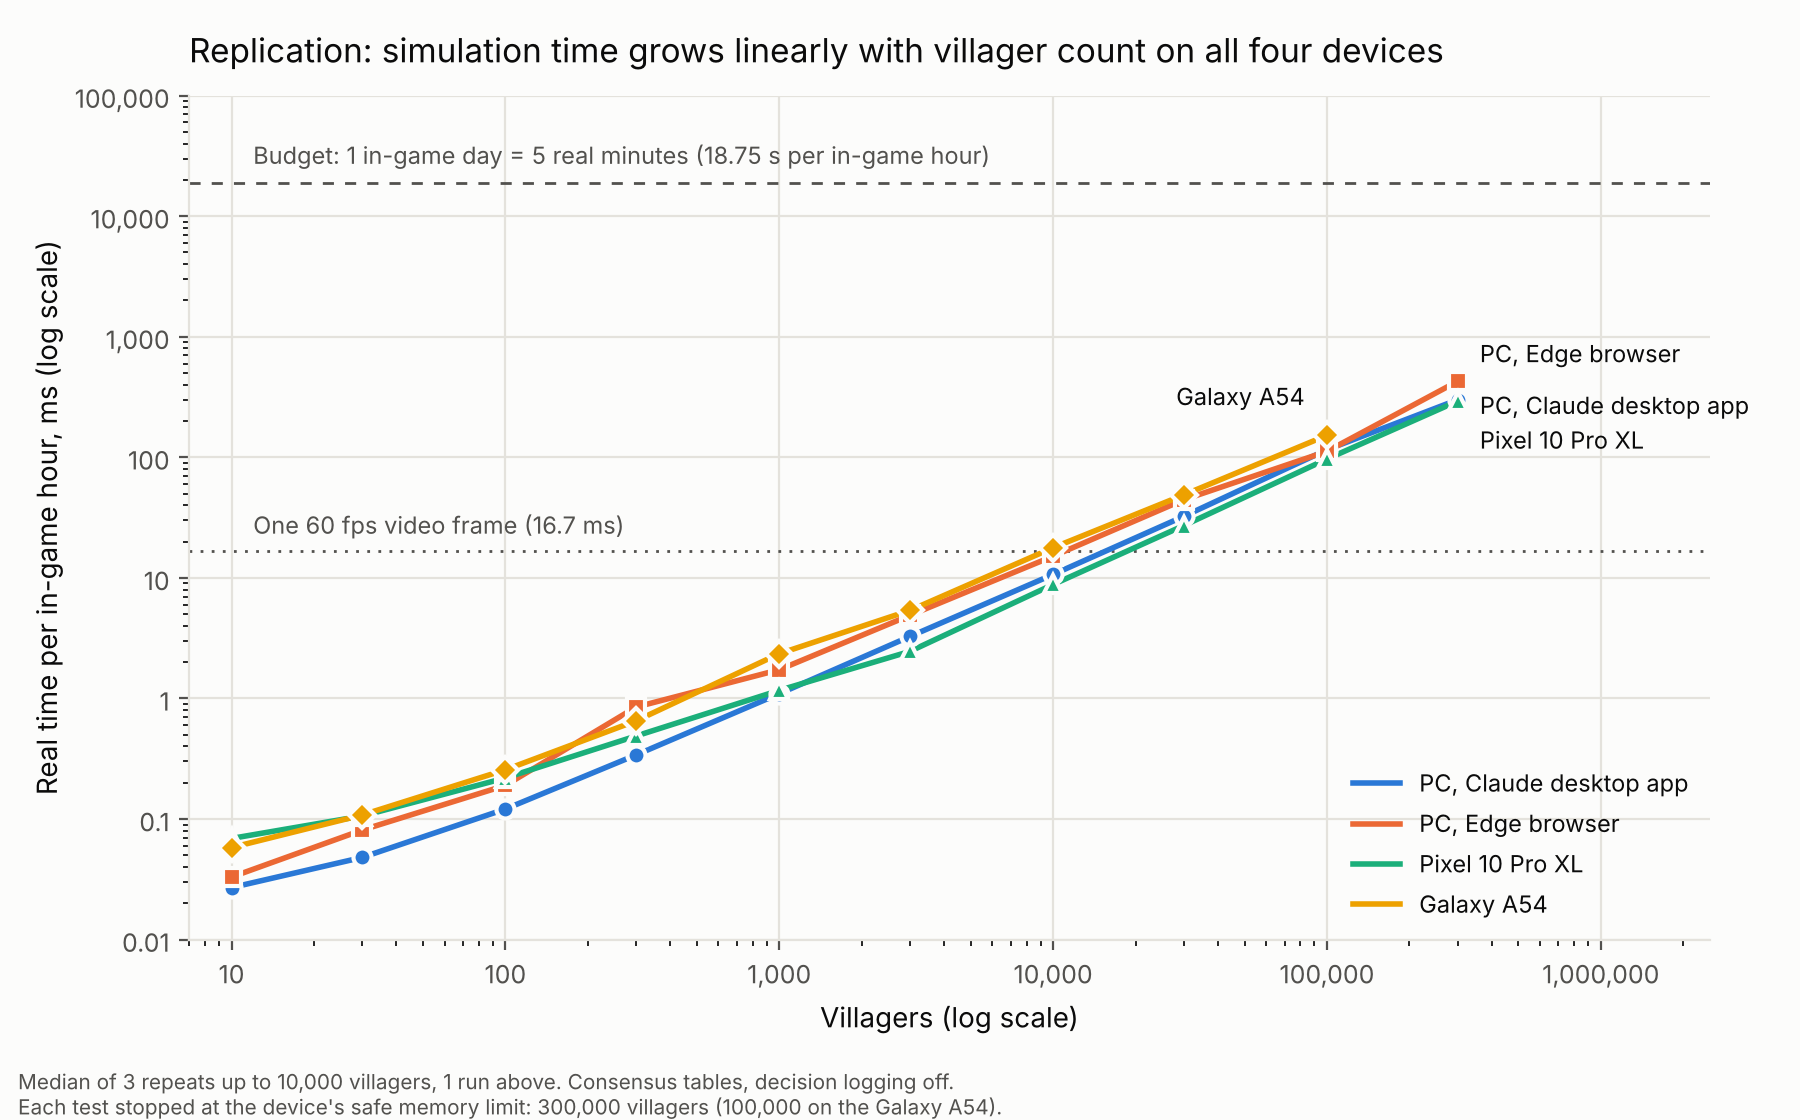 Replication: simulation time grows linearly with villager count on all four devices
100,000
Budget: 1 in-game day = 5 real minutes (18.75 s per in-game hour)
10,000
Real time per in-game hour, ms (log scale)
1,000
PC, Edge browser
Galaxy A54
PC, Claude desktop app
Pixel 10 Pro XL
100
One 60 fps video frame (16.7 ms)
10
1
PC, Claude desktop app
0.1
PC, Edge browser
Pixel 10 Pro XL
Galaxy A54
0.01
10
100
1,000
10,000
100,000
1,000,000
Villagers (log scale)
Median of 3 repeats up to 10,000 villagers, 1 run above. Consensus tables, decision logging off.
Each test stopped at the device's safe memory limit: 300,000 villagers (100,000 on the Galaxy A54).